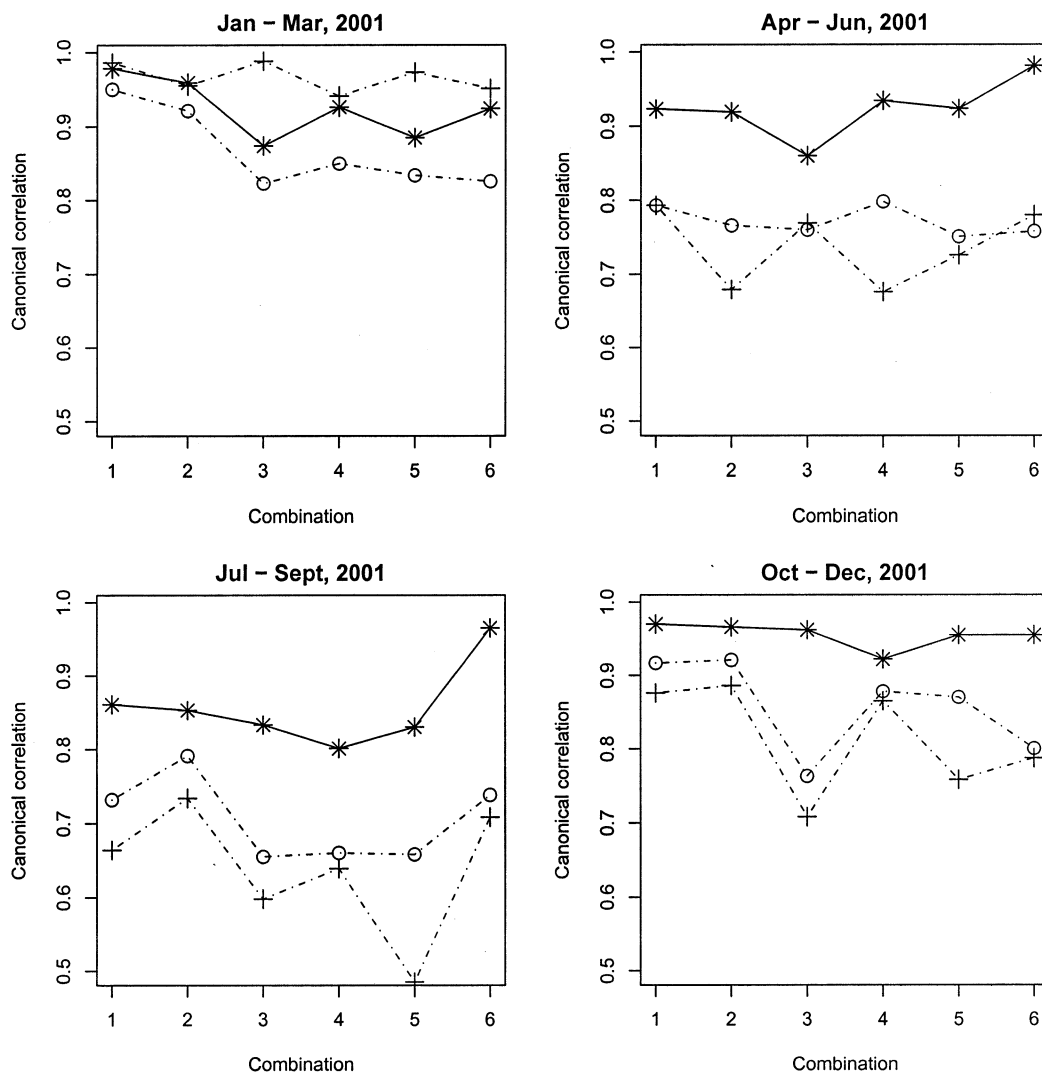 Jan − Mar, 2001
Canonical correlation
1.0
0.9
0.8
0.7
0.6
0.5
1 2 3 4 5 6
Combination
Apr − Jun, 2001
Canonical correlation
1.0
0.9
0.8
0.7
0.6
0.5
1 2 3 4 5 6
Combination
Jul − Sept, 2001
Canonical correlation
1.0
0.9
0.8
0.7
0.6
0.5
1 2 3 4 5 6
Combination
Oct − Dec, 2001
Canonical correlation
1.0
0.9
0.8
0.7
0.6
0.5
1 2 3 4 5 6
Combination